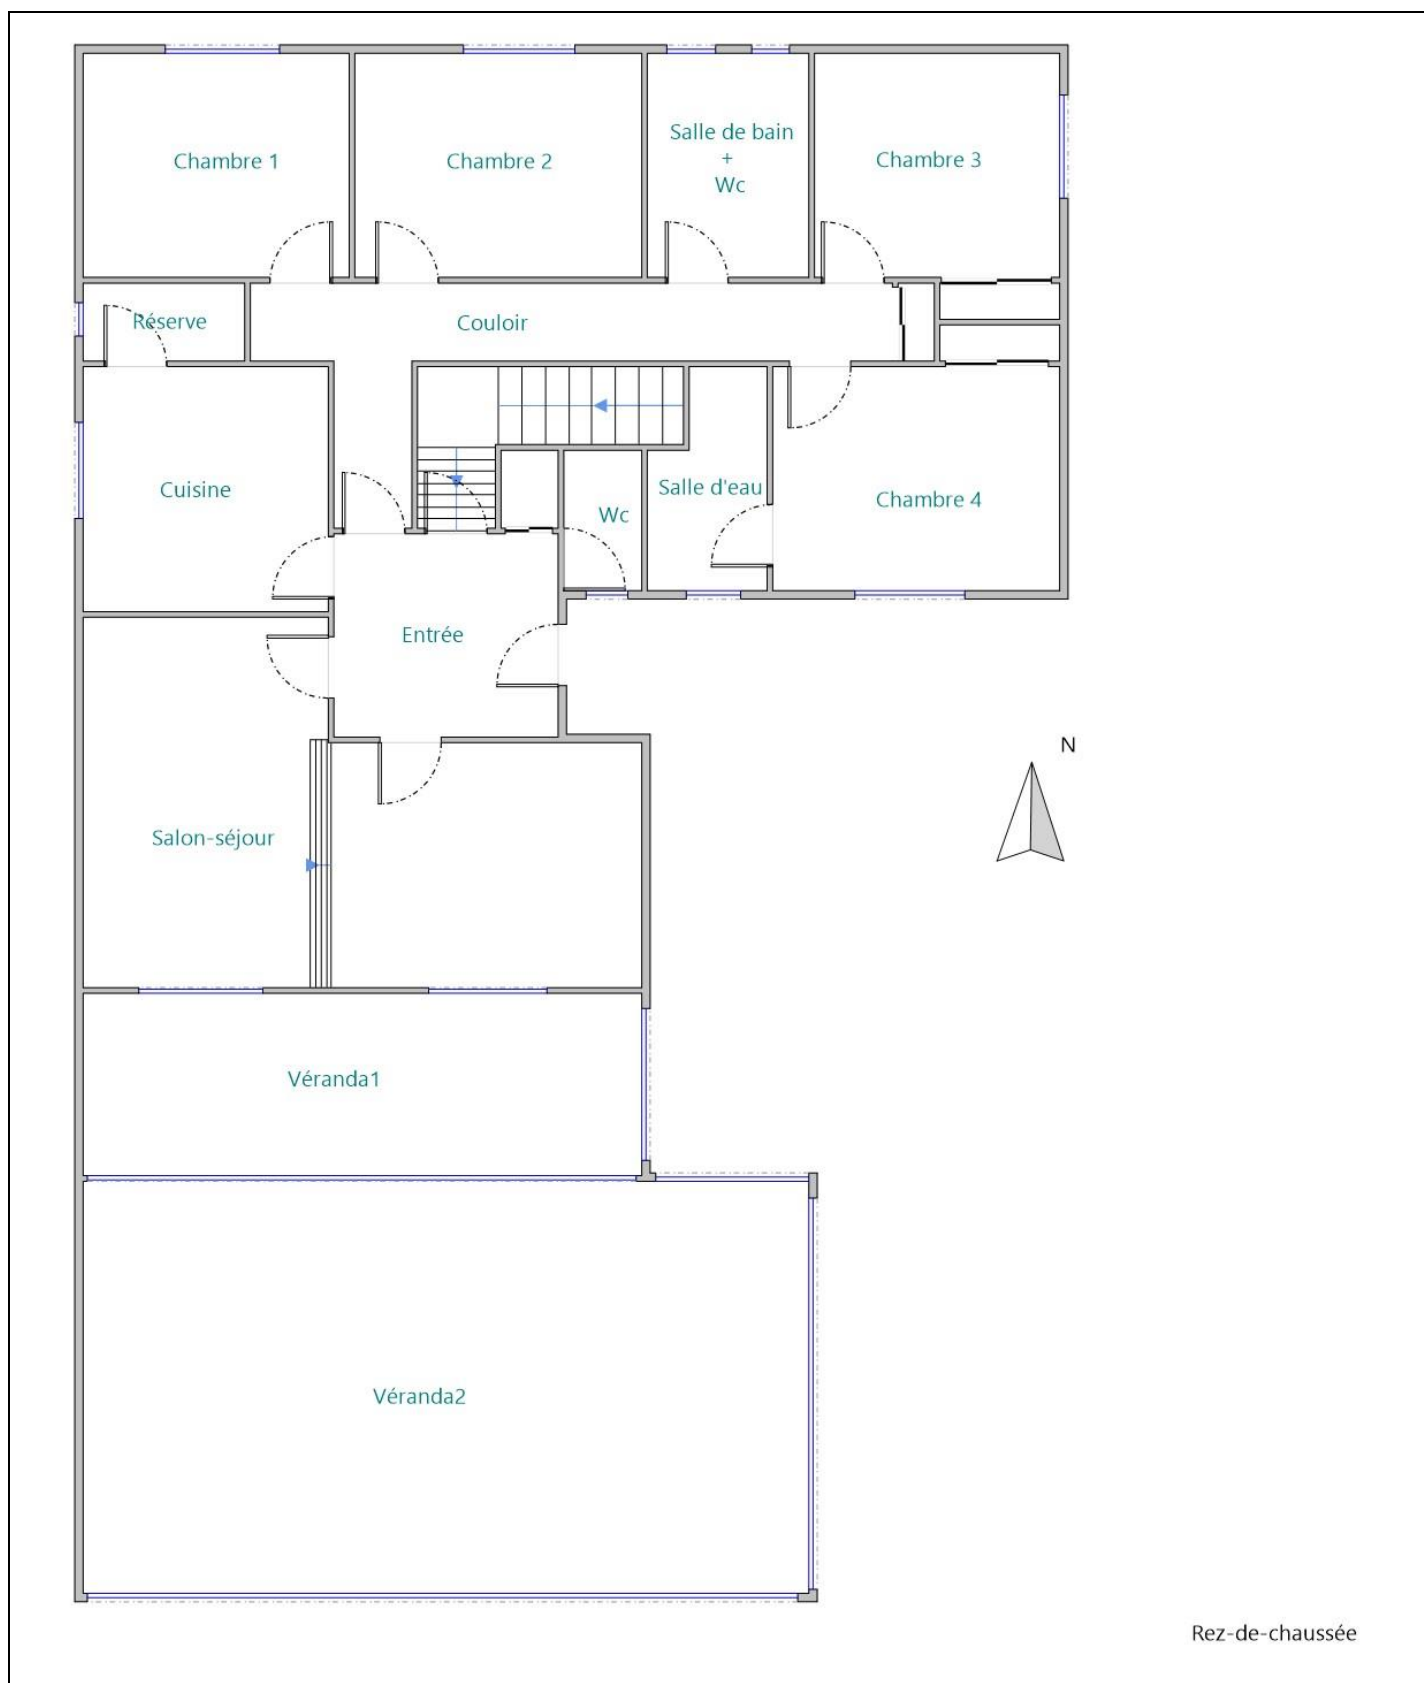 Salle de bain
+
Wc
Chambre 1
Chambre 2
Chambre 3
Réserve
Couloir
Cuisine
Salle d'eau
Chambre 4
Wc
Entrée
N
Salon-séjour
Véranda1
Véranda2
Rez-de-chaussée